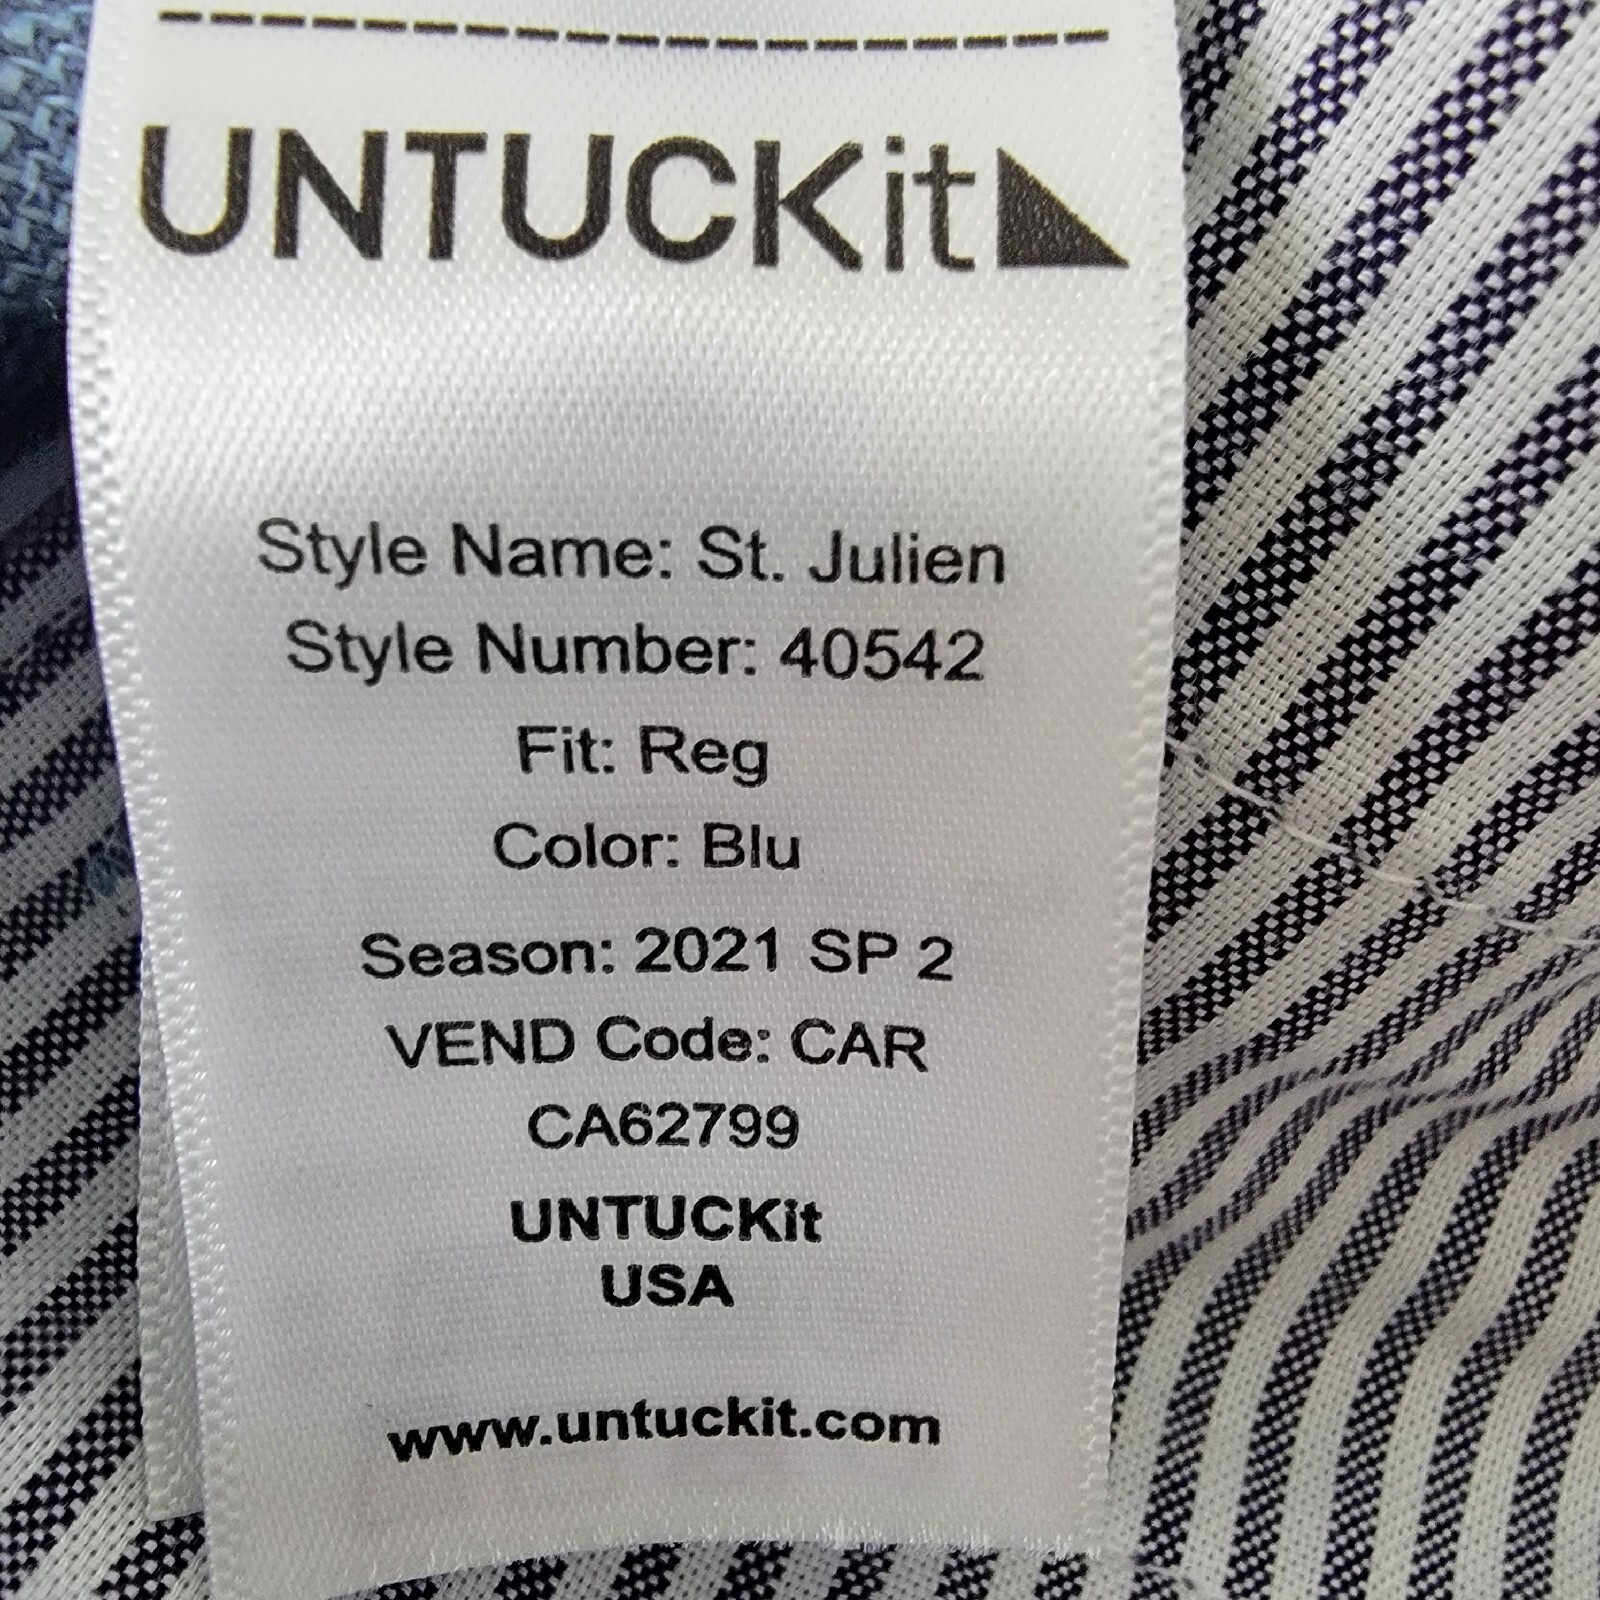 UNTUCKit
Style Name: St. Julien
Style Number: 40542
Fit: Reg
Color: Blu
Season: 2021 SP 2
VEND Code: CAR
CA62799
UNTUCKit
USA
www.untuckit.com